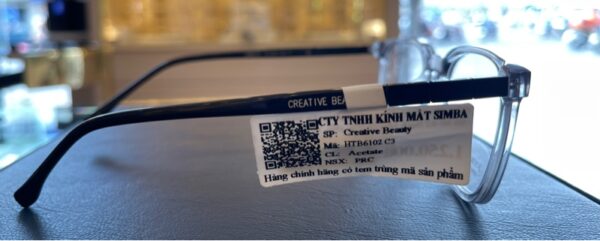 CREATIVE BEA
CTY TNHH KÍNH MẮT SIMBA
SP: Creative Beauty
Mã: HTB6102 C3
CL: Acetate
NSX: PRC
Hàng chính hãng có tem trùng mã sản phẩm